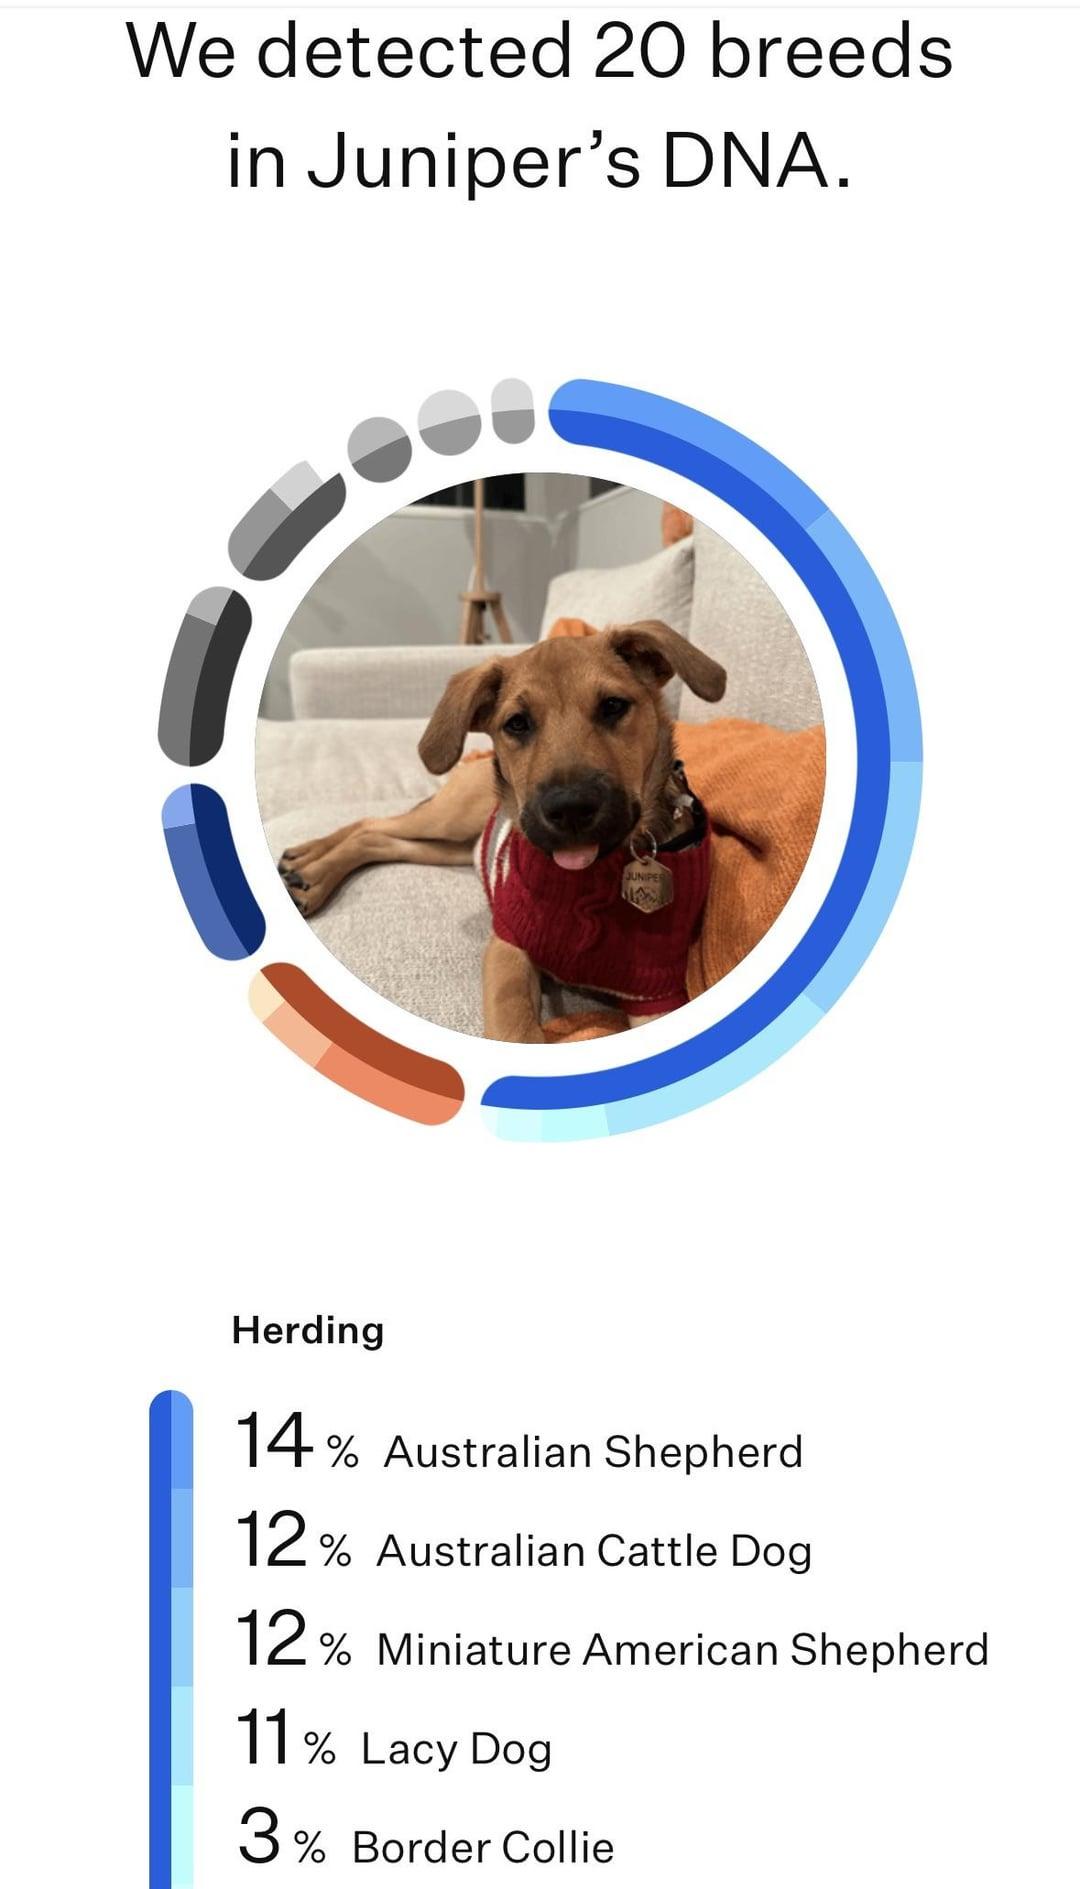 We detected 20 breeds
in Juniper’s DNA.
JUNIPER
Herding
14 % Australian Shepherd
12 % Australian Cattle Dog
12 % Miniature American Shepherd
11 % Lacy Dog
3 % Border Collie